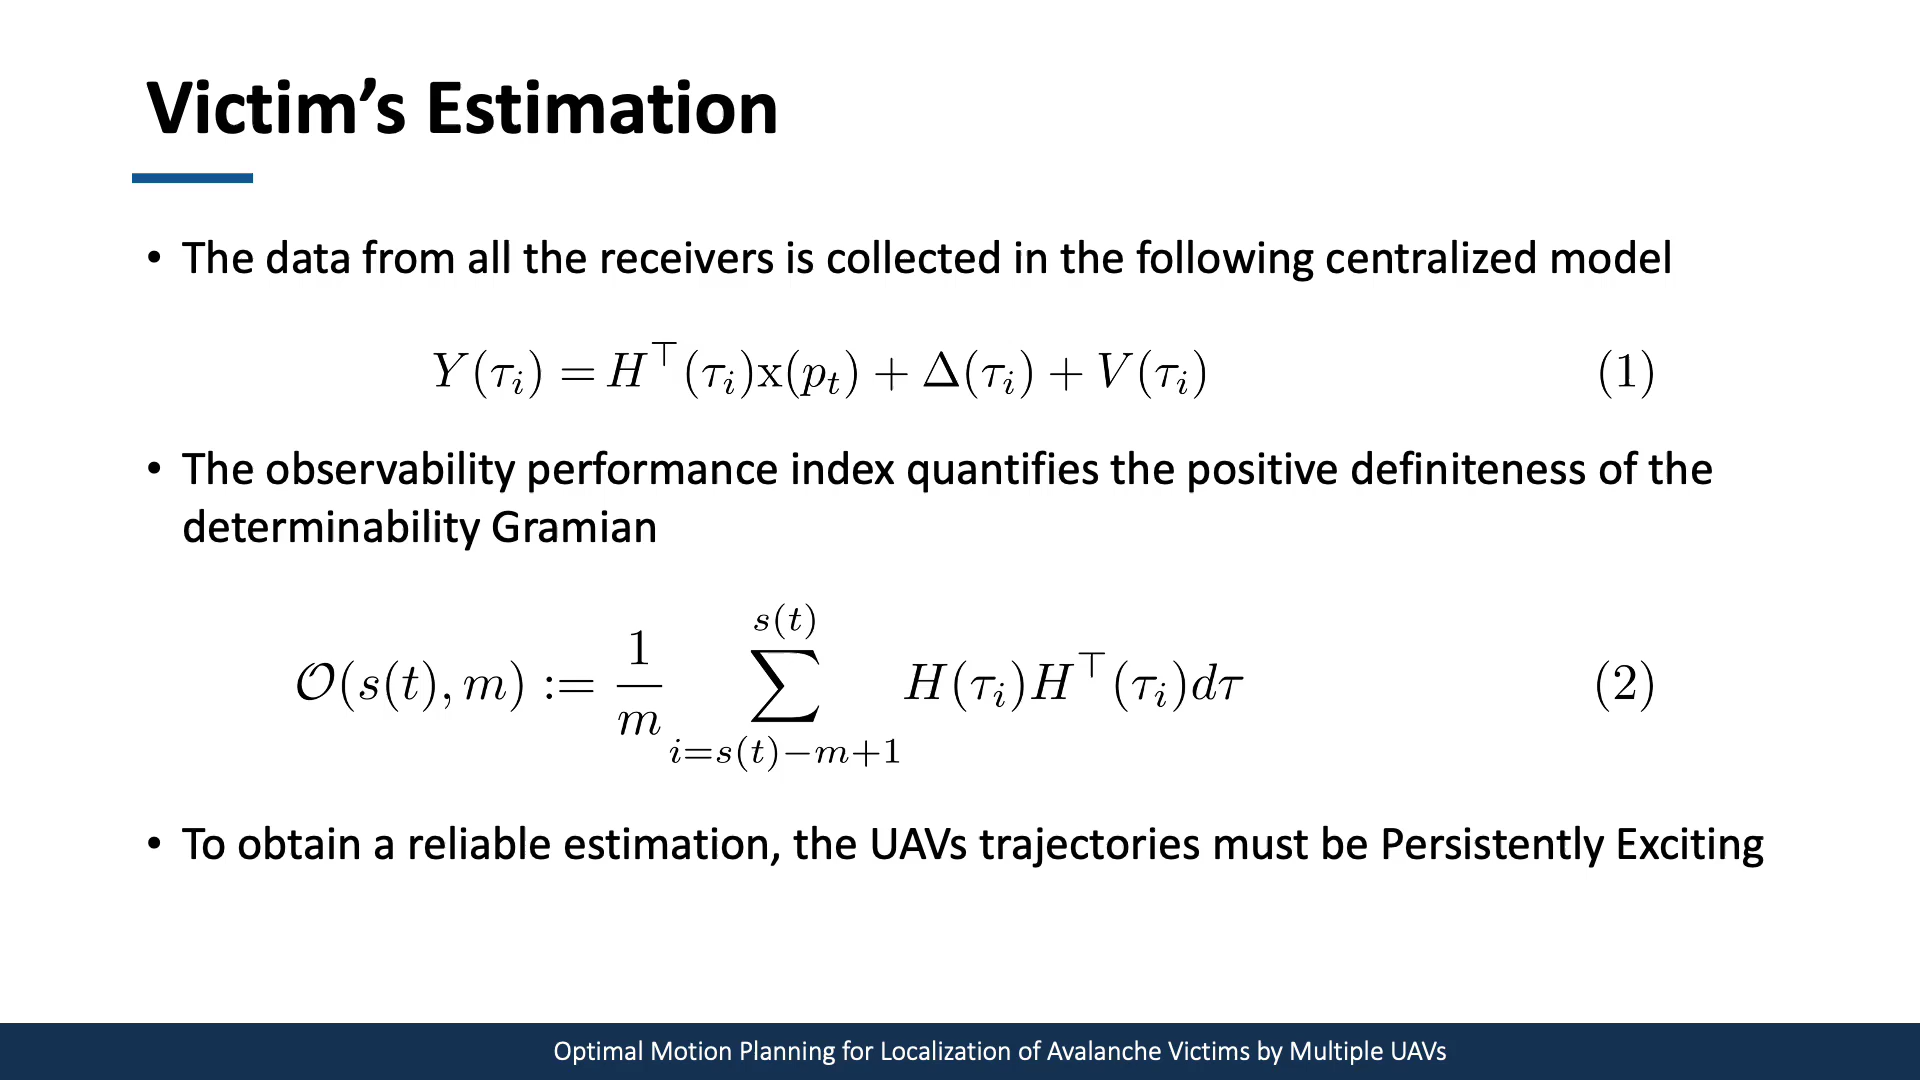 Victim’s Estimation
• The data from all the receivers is collected in the following centralized model
Y(τ_i) = H^⊤(τ_i)x(p_t) + Δ(τ_i) + V(τ_i) (1)
• The observability performance index quantifies the positive definiteness of the
determinability Gramian
𝒪(s(t), m) := \frac{1}{m} \sum_{i=s(t)-m+1}^{s(t)} H(τ_i)H^⊤(τ_i)dτ (2)
• To obtain a reliable estimation, the UAVs trajectories must be Persistently Exciting
Optimal Motion Planning for Localization of Avalanche Victims by Multiple UAVs